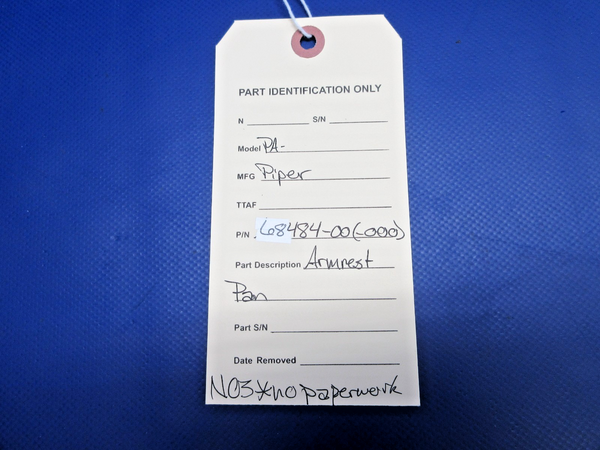 PART IDENTIFICATION ONLY
N S/N
Model PA-
MFG Piper
TTAF
P/N 68484-00(-000)
Part Description Armrest
Pan
Part S/N
Date Removed
NO3*no paperwork